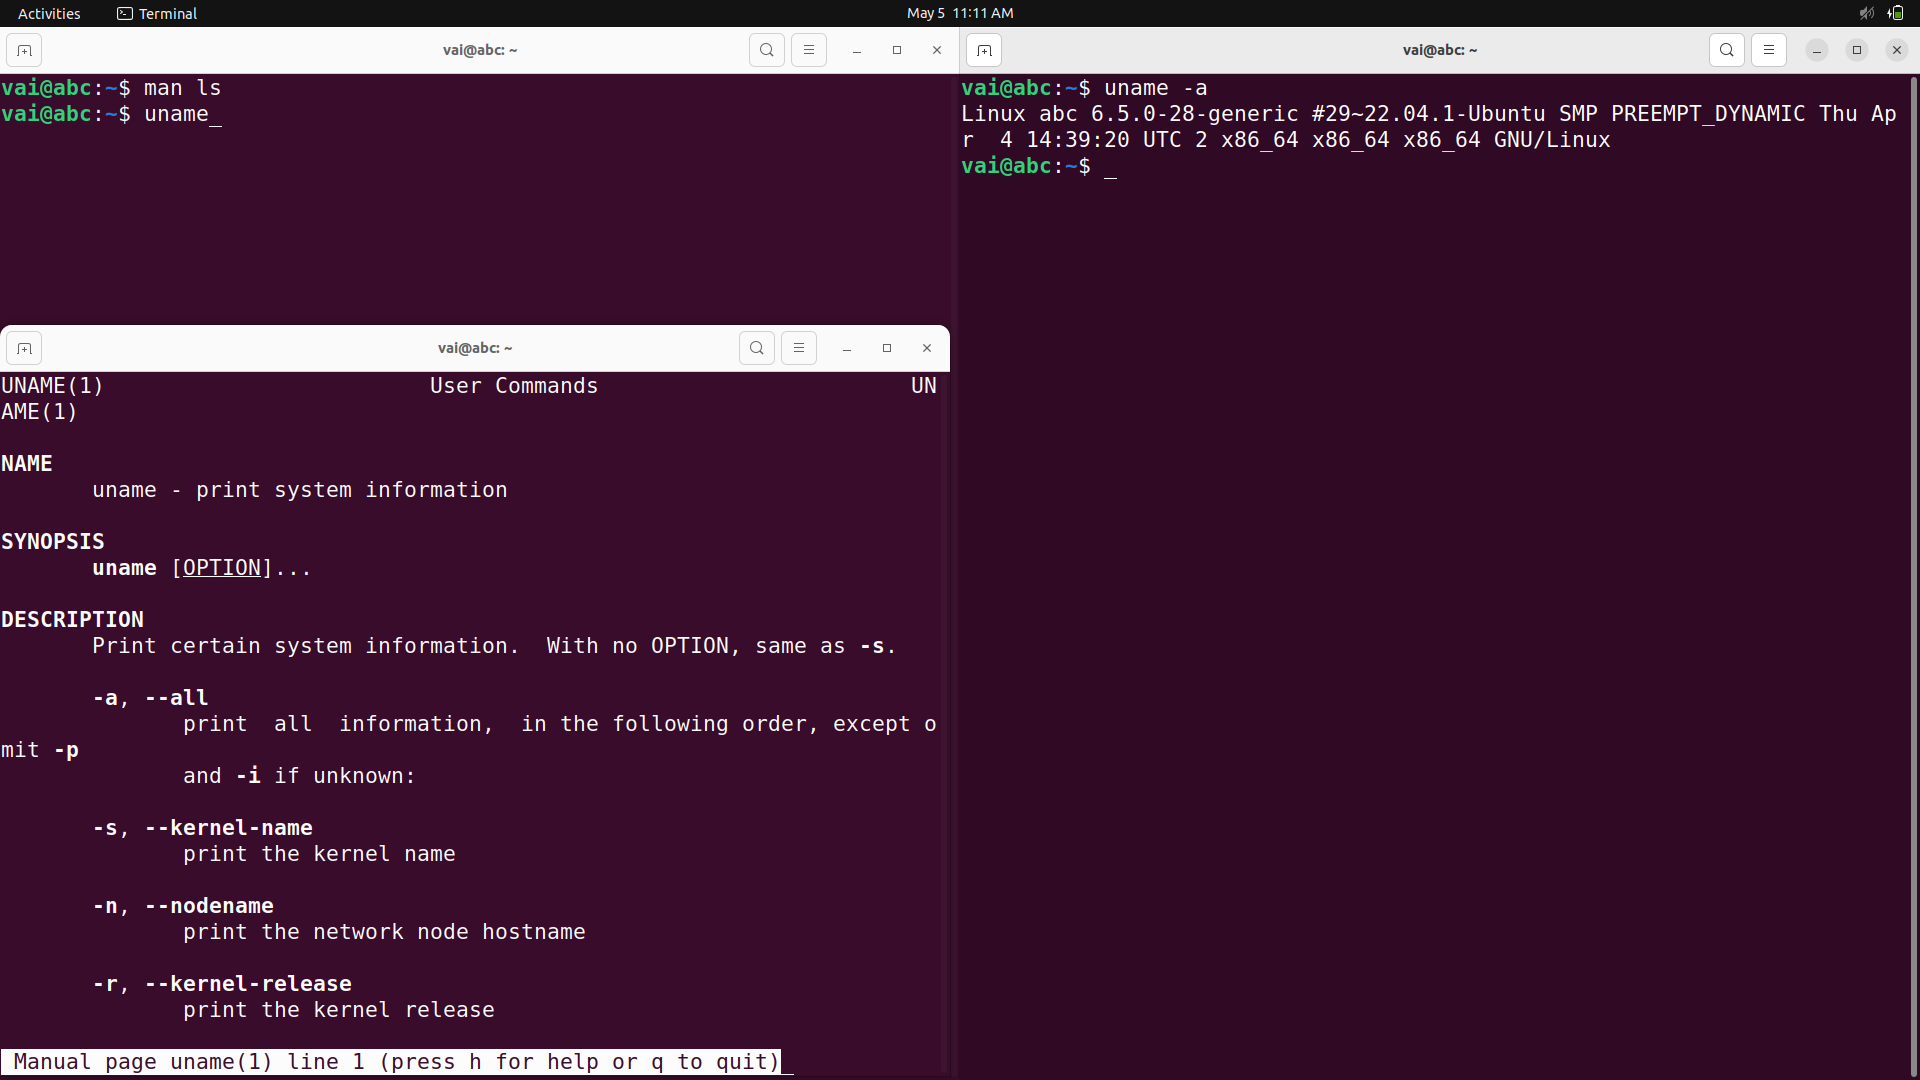 Activities Terminal May 5 11:11 AM
vai@abc: ~
vai@abc:~$ man ls
vai@abc:~$ uname_
vai@abc: ~
UNAME(1) User Commands UN
AME(1)
NAME
uname - print system information
SYNOPSIS
uname [OPTION]...
DESCRIPTION
Print certain system information. With no OPTION, same as -s.
-a, --all
print all information, in the following order, except o
mit -p
and -i if unknown:
-s, --kernel-name
print the kernel name
-n, --nodename
print the network node hostname
-r, --kernel-release
print the kernel release
Manual page uname(1) line 1 (press h for help or q to quit)_
vai@abc: ~
vai@abc:~$ uname -a
Linux abc 6.5.0-28-generic #29~22.04.1-Ubuntu SMP PREEMPT_DYNAMIC Thu Ap
r  4 14:39:20 UTC 2 x86_64 x86_64 x86_64 GNU/Linux
vai@abc:~$ _